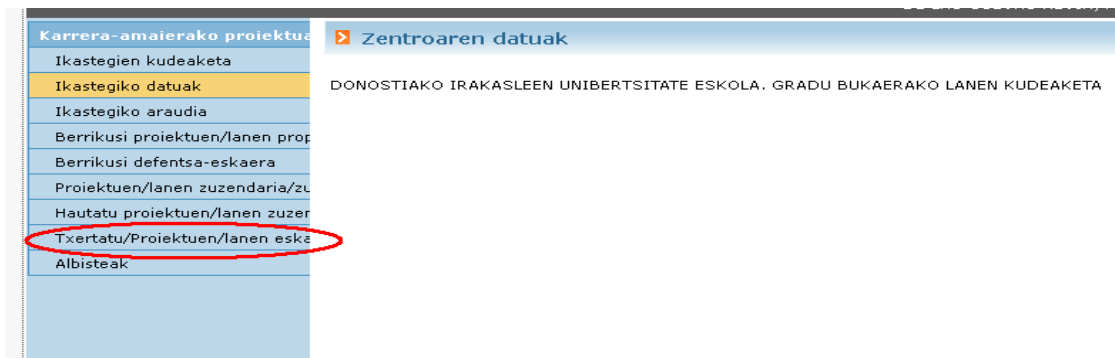 Karrera-amaierako proiektua
Ikastegien kudeaketa
Ikastegiko datuak
Ikastegiko araudia
Berrikusi proiektuen/lanen prop
Berrikusi defentsa-eskaera
Proiektuen/lanen zuzendaria/zu
Hautatu proiektuen/lanen zuzen
Txertatu/Proiektuen/lanen eska
Albisteak
Zentroaren datuak
DONOSTIAKO IRAKASLEEN UNIBERTSITATE ESKOLA. GRADU BUKAERAKO LANEN KUDEAKETA